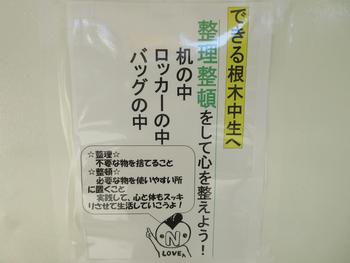 できる根木中生へ
整理整頓をして心を整えよう！
机の中
ロッカーの中
バッグの中
☆整理☆
不要な物を捨てること
☆整頓☆
必要な物を使いやすい所
に置くこと
実践して、心と体もスッキ
リさせて生活していこうよ！
N
LOVE